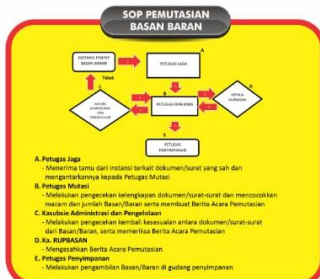 SOP PEMUTASIAN
BASAN BARAN
A
PETUGAS JAGA
Tidak
B
KEPALA
RUPBASAN
PETUGAS PENERIMA
KASUBSI
ADMINISTRASI
DAN
PENGELOLAAN
E
PETUGAS
PENYIMPANAN
A. Petugas Jaga
- Menerima tamu dari instansi terkait dokumen/surat yang sah dan
mengantarkannya kepada Petugas Mutasi
B. Petugas Mutasi
- Melakukan pengecekan kelengkapan dokumen/surat-surat dan mencocokkan
macam dan jumlah Basan/Baran serta membuat Berita Acara Pemutasian
C. Kasubsie Administrasi dan Pengelolaan
- Melakukan pengecekan kembali kesesuaian antara dokumen/surat-surat
dari Basan/Baran, serta memeriksa Berita Acara Pemutasian
D. Ka. RUPBASAN
- Mengesahkan Berita Acara Pemutasian
E. Petugas Penyimpanan
- Melakukan pengambilan Basan/Baran di gudang penyimpanan